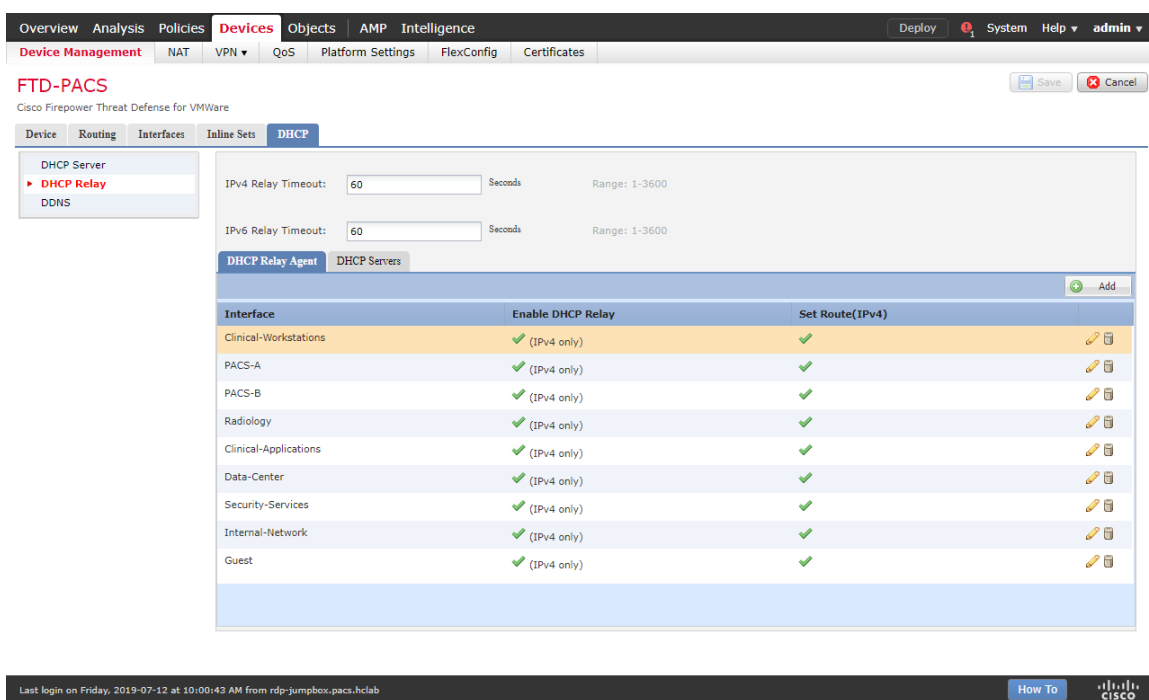 Overview Analysis Policies Devices Objects AMP Intelligence Deploy 1 System Help admin
Device Management NAT VPN QoS Platform Settings FlexConfig Certificates
FTD-PACS Save Cancel
Cisco Firepower Threat Defense for VMWare
Device Routing Interfaces Inline Sets DHCP
DHCP Server
DHCP Relay
DDNS
IPv4 Relay Timeout: 60 Seconds Range: 1-3600
IPv6 Relay Timeout: 60 Seconds Range: 1-3600
DHCP Relay Agent DHCP Servers
Add
Interface Enable DHCP Relay Set Route(IPv4)
Clinical-Workstations (IPv4 only)
PACS-A (IPv4 only)
PACS-B (IPv4 only)
Radiology (IPv4 only)
Clinical-Applications (IPv4 only)
Data-Center (IPv4 only)
Security-Services (IPv4 only)
Internal-Network (IPv4 only)
Guest (IPv4 only)
Last login on Friday, 2019-07-12 at 10:00:43 AM from rdp-jumpbox.pacs.hclab How To CISCO